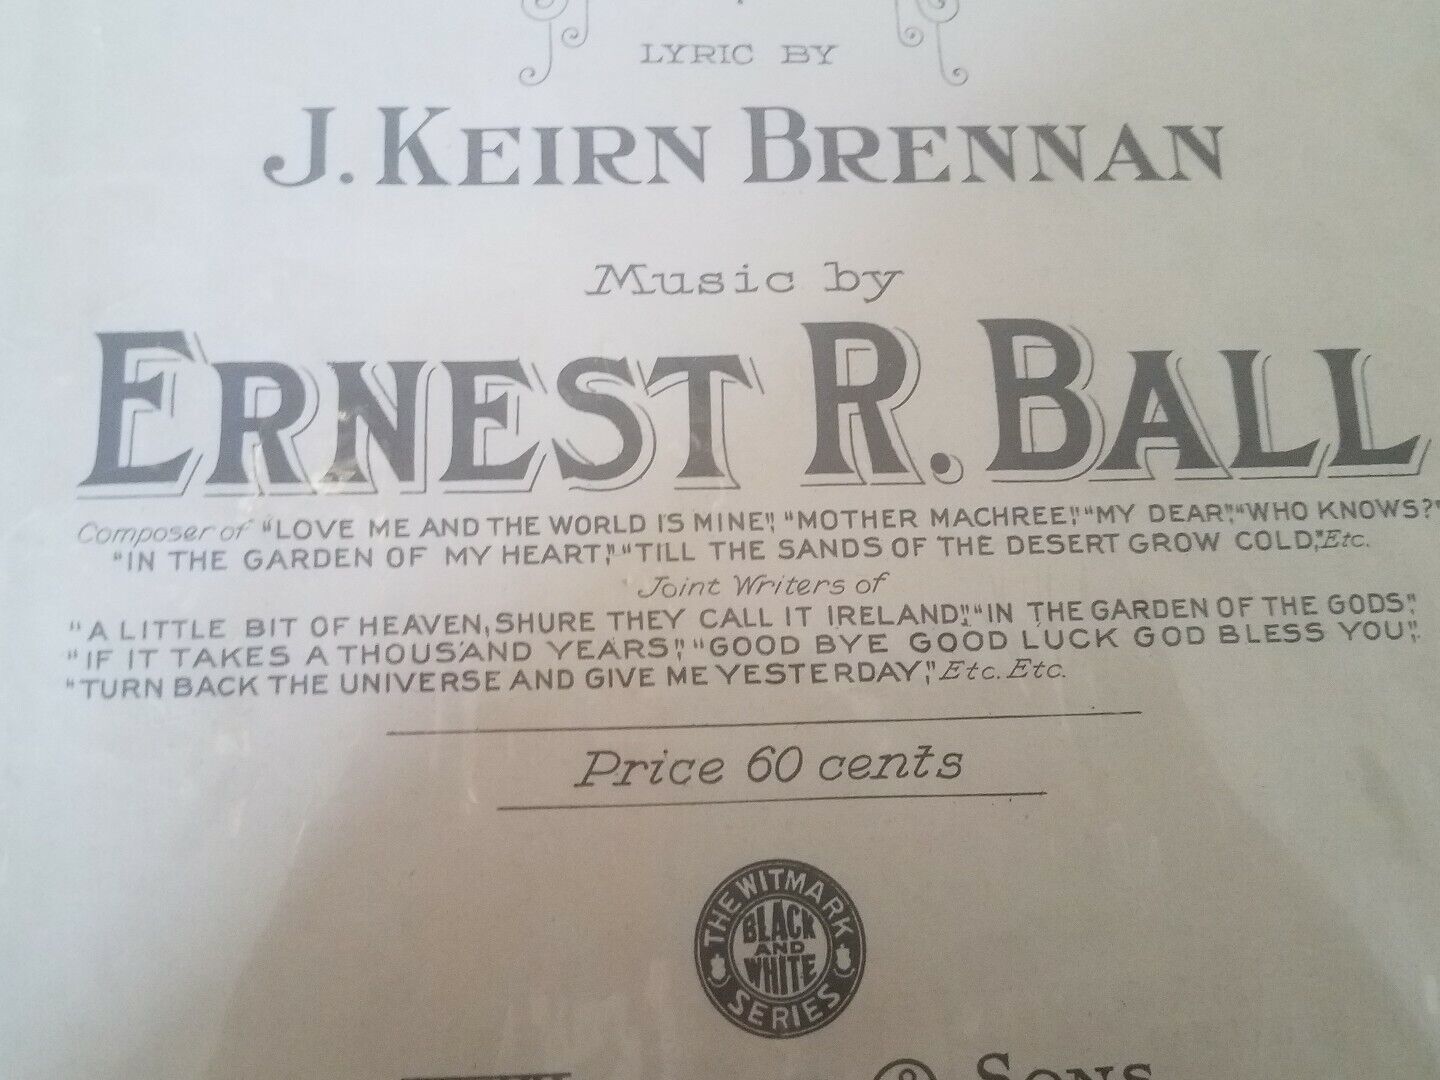 LYRIC BY
J. KEIRN BRENNAN
Music by
ERNEST R. BALL
Composer of "LOVE ME AND THE WORLD IS MINE", "MOTHER MACHREE", "MY DEAR", "WHO KNOWS?"
"IN THE GARDEN OF MY HEART", "TILL THE SANDS OF THE DESERT GROW COLD", Etc.
Joint Writers of
"A LITTLE BIT OF HEAVEN, SHURE THEY CALL IT IRELAND", "IN THE GARDEN OF THE GODS",
"IF IT TAKES A THOUSAND YEARS", "GOOD BYE GOOD LUCK GOD BLESS YOU",
"TURN BACK THE UNIVERSE AND GIVE ME YESTERDAY", Etc. Etc.
Price 60 cents
THE WITMARK
BLACK
AND
WHITE
SERIES
& SONS